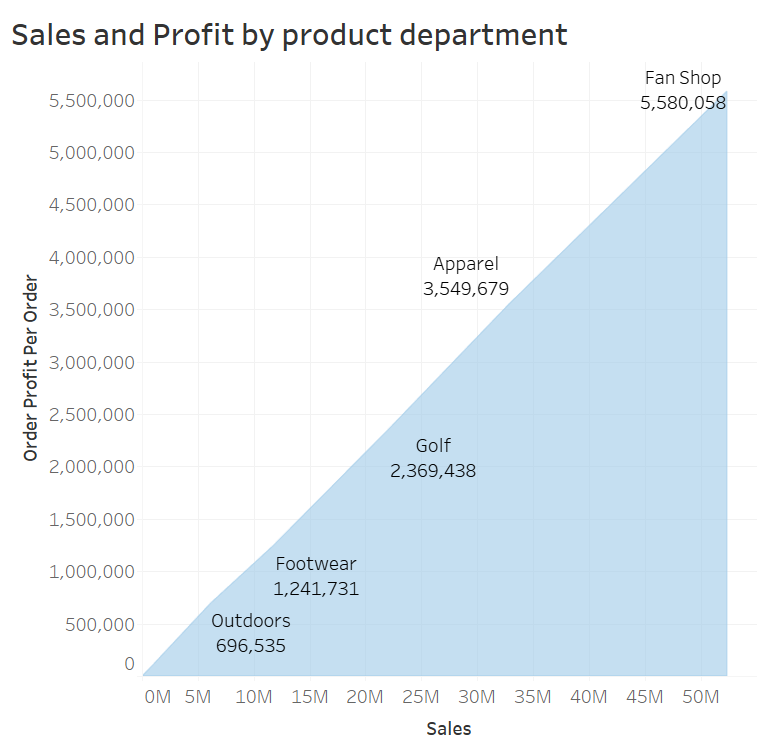 Sales and Profit by product department
Fan Shop
5,580,058
5,500,000
5,000,000
4,500,000
4,000,000
Apparel
3,549,679
3,500,000
3,000,000
2,500,000
Golf
2,369,438
2,000,000
1,500,000
1,000,000
Footwear
1,241,731
500,000
Outdoors
696,535
0
Order Profit Per Order
0M 5M 10M 15M 20M 25M 30M 35M 40M 45M 50M
Sales